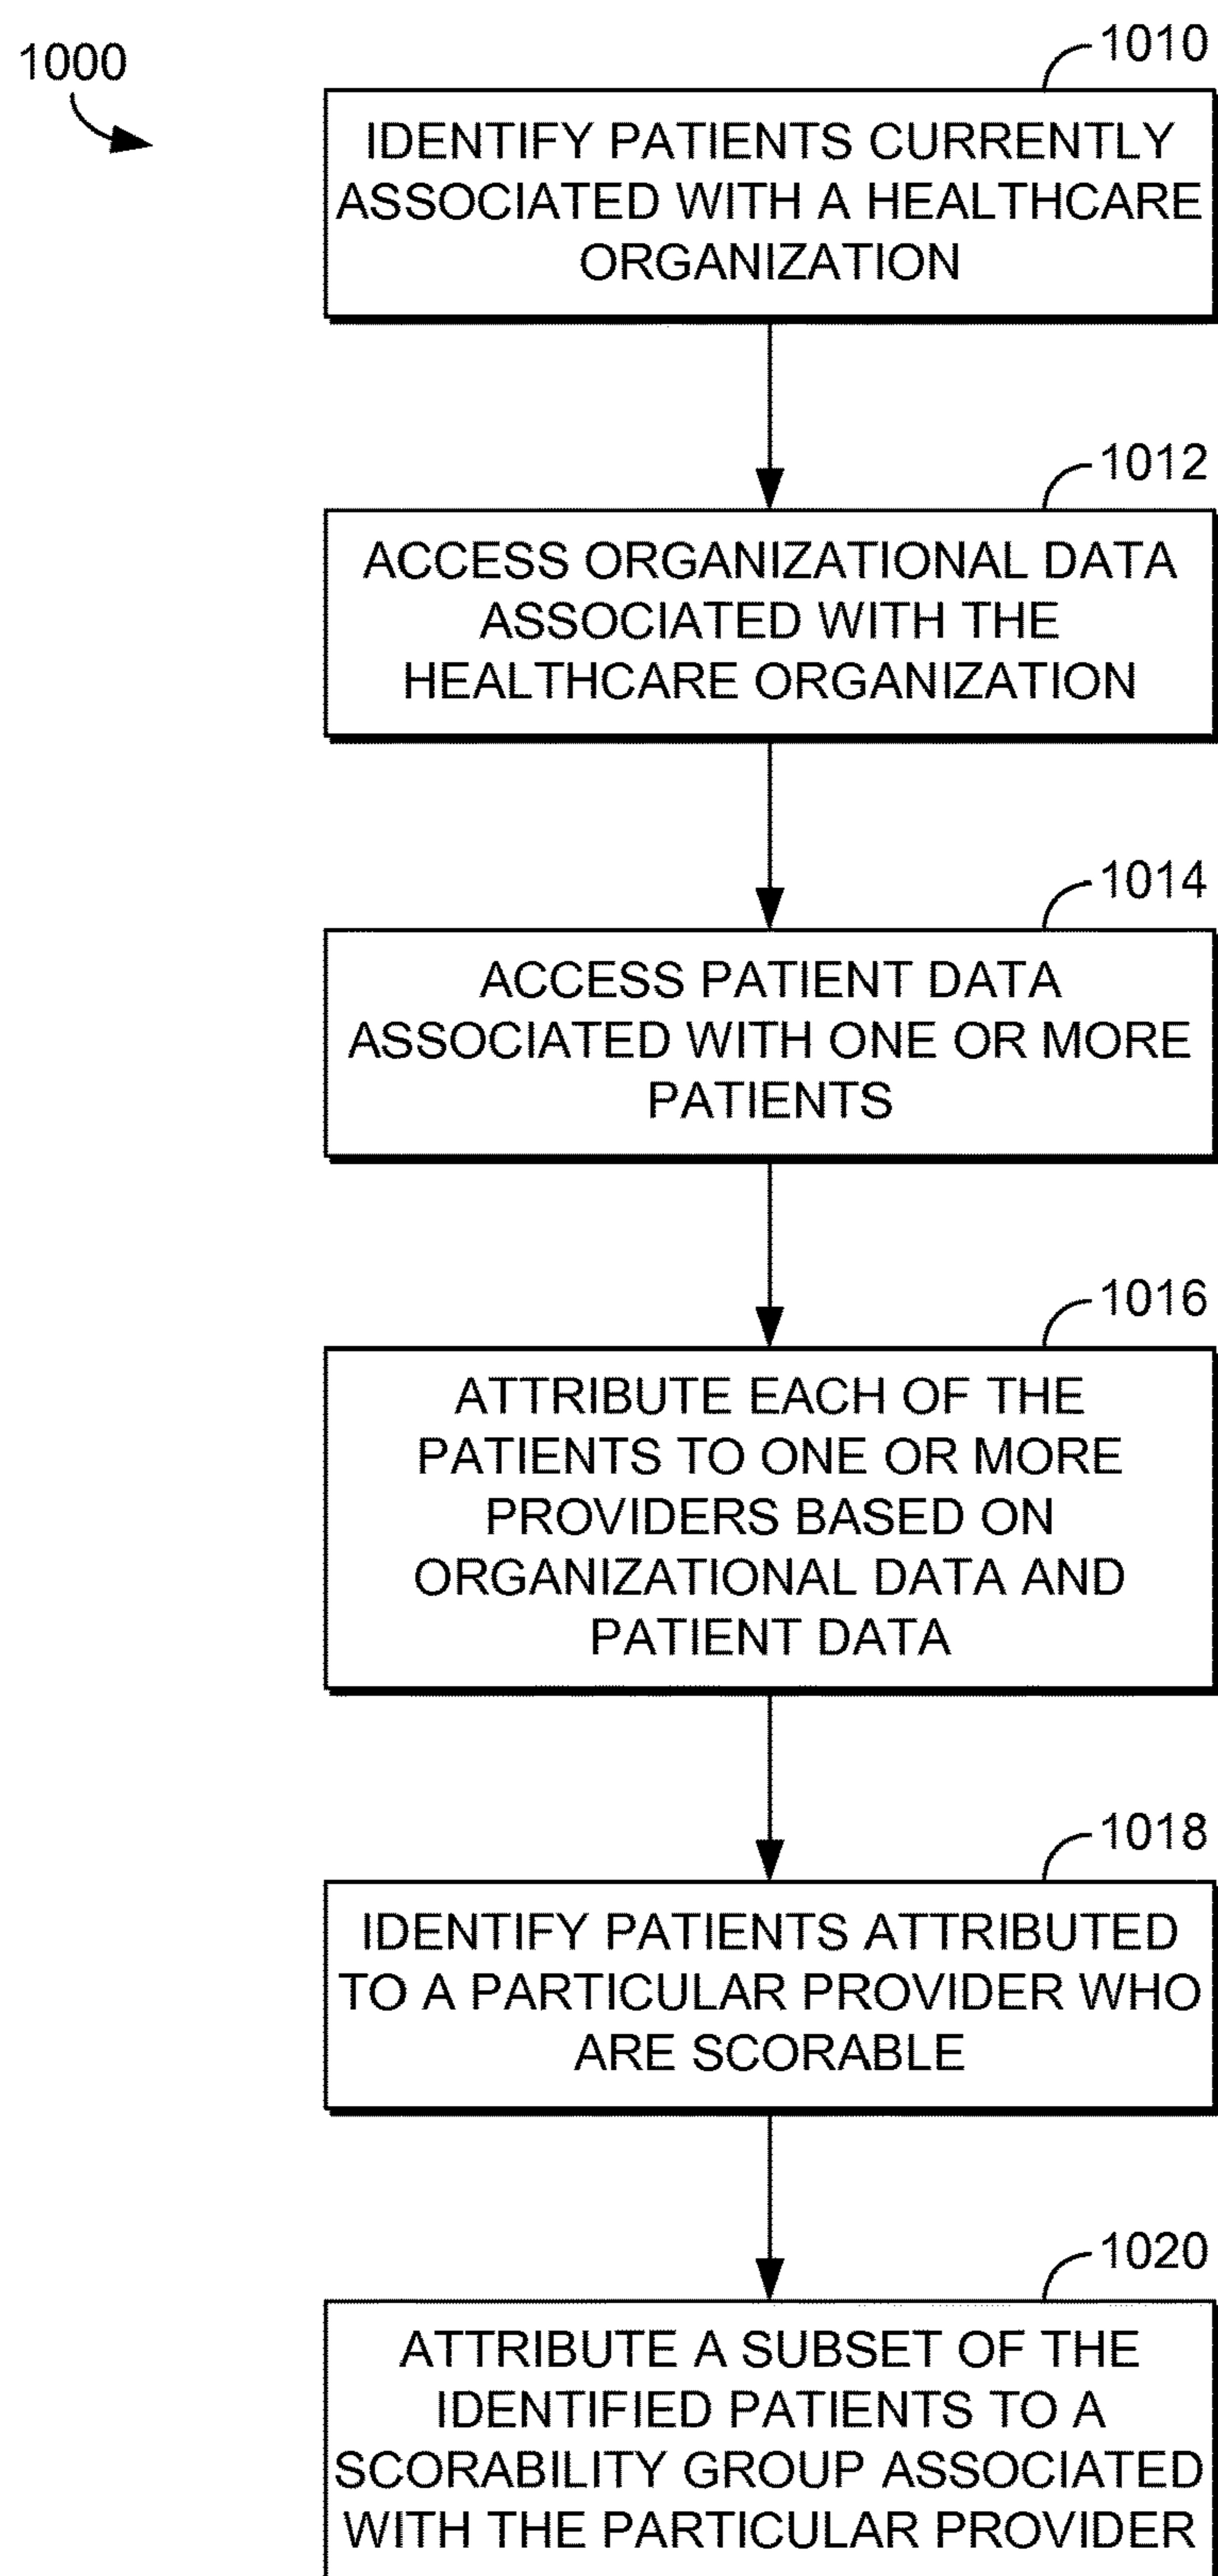 1000
1010
IDENTIFY PATIENTS CURRENTLY
ASSOCIATED WITH A HEALTHCARE
ORGANIZATION
1012
ACCESS ORGANIZATIONAL DATA
ASSOCIATED WITH THE
HEALTHCARE ORGANIZATION
1014
ACCESS PATIENT DATA
ASSOCIATED WITH ONE OR MORE
PATIENTS
1016
ATTRIBUTE EACH OF THE
PATIENTS TO ONE OR MORE
PROVIDERS BASED ON
ORGANIZATIONAL DATA AND
PATIENT DATA
1018
IDENTIFY PATIENTS ATTRIBUTED
TO A PARTICULAR PROVIDER WHO
ARE SCORABLE
1020
ATTRIBUTE A SUBSET OF THE
IDENTIFIED PATIENTS TO A
SCORABILITY GROUP ASSOCIATED
WITH THE PARTICULAR PROVIDER